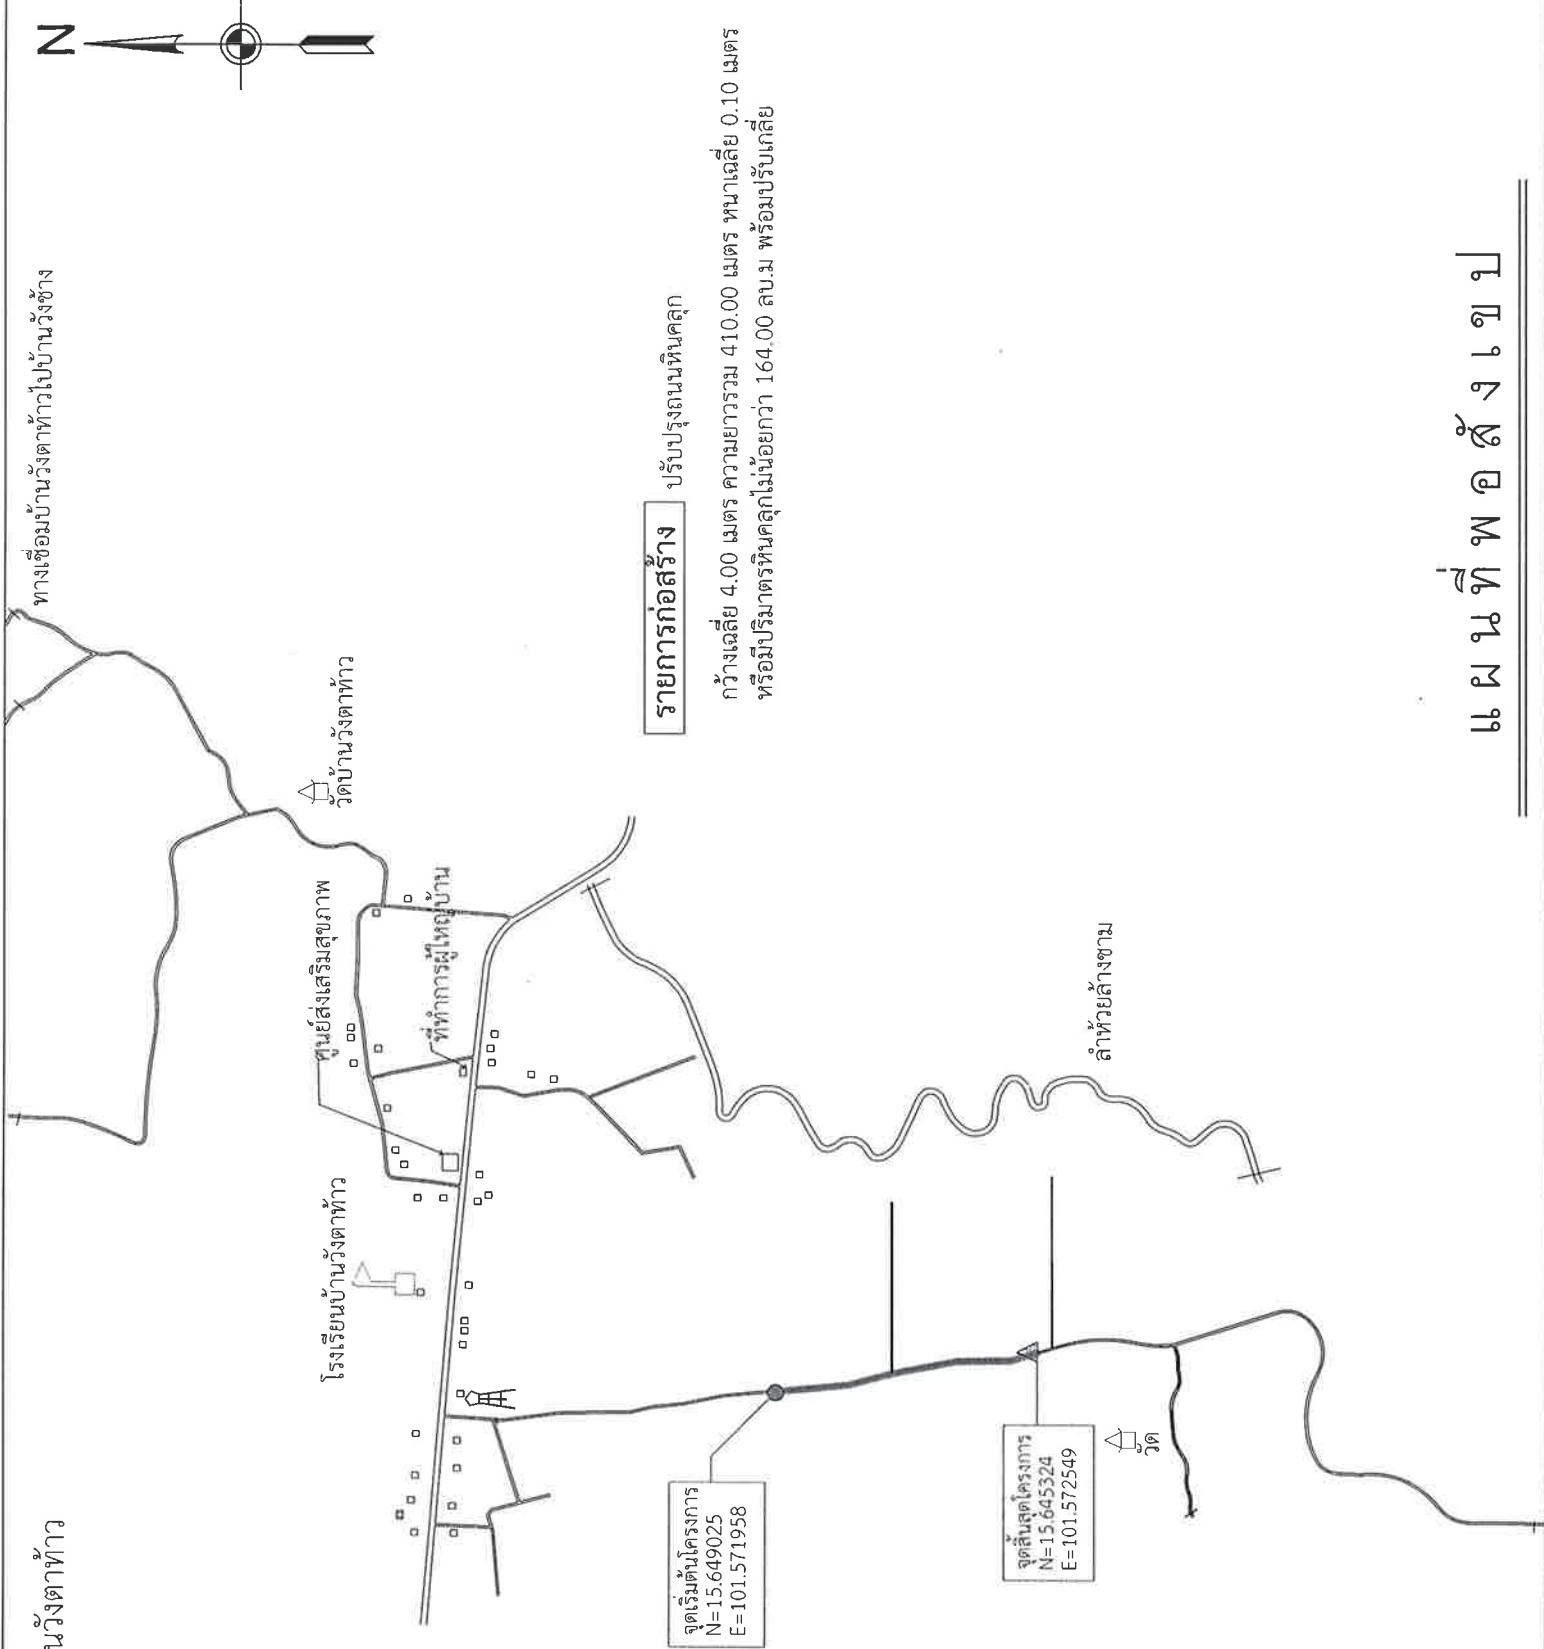 นวังตาท้าว
N
ทางเชื่อมบ้านวังตาท้าวไปบ้านวังช้าง
วัดบ้านวังตาท้าว
ศูนย์ส่งเสริมสุขภาพ
ที่ทำการผู้ใหญ่บ้าน
โรงเรียนบ้านวังตาท้าว
รายการก่อสร้าง ปรับปรุงถนนหินคลุก
กว้างเฉลี่ย 4.00 เมตร ความยาวรวม 410.00 เมตร หนาเฉลี่ย 0.10 เมตร
หรือมีปริมาตรหินคลุกไม่น้อยกว่า 164.00 ลบ.ม พร้อมปรับเกลี่ย
จุดเริ่มต้นโครงการ
N=15.649025
E=101.571958
ลำห้วยล้างชาม
จุดสิ้นสุดโครงการ
N=15.645324
E=101.572549
วัด
แผนที่พอสังเขป